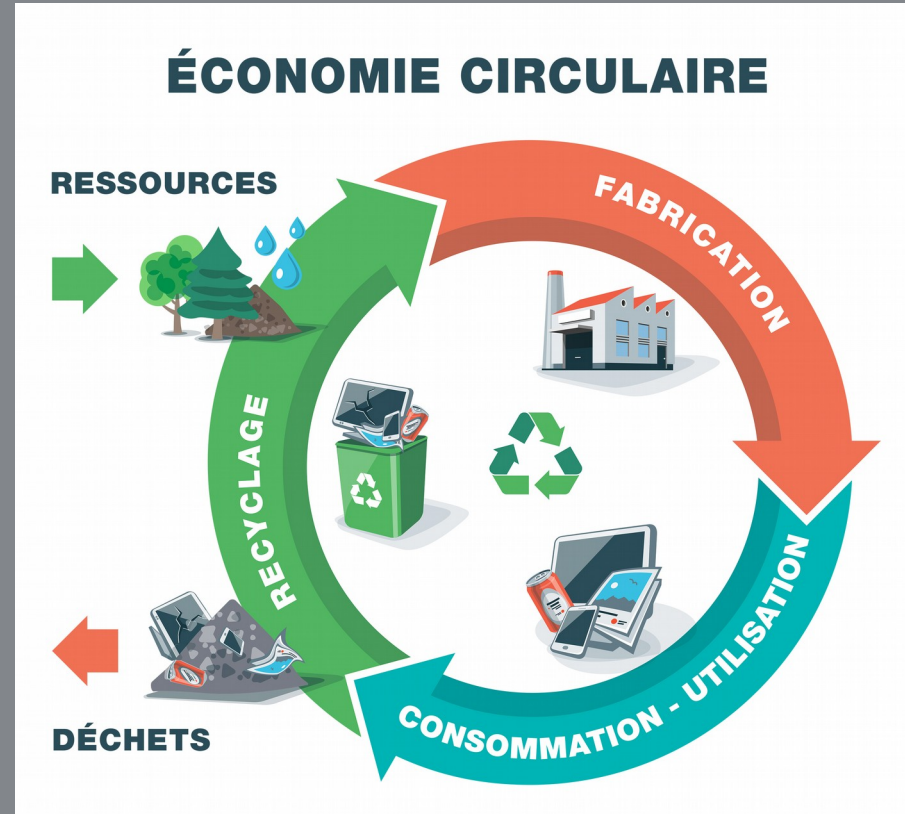 ÉCONOMIE CIRCULAIRE
RESSOURCES
FABRICATION
RECYCLAGE
CONSOMMATION - UTILISATION
DÉCHETS